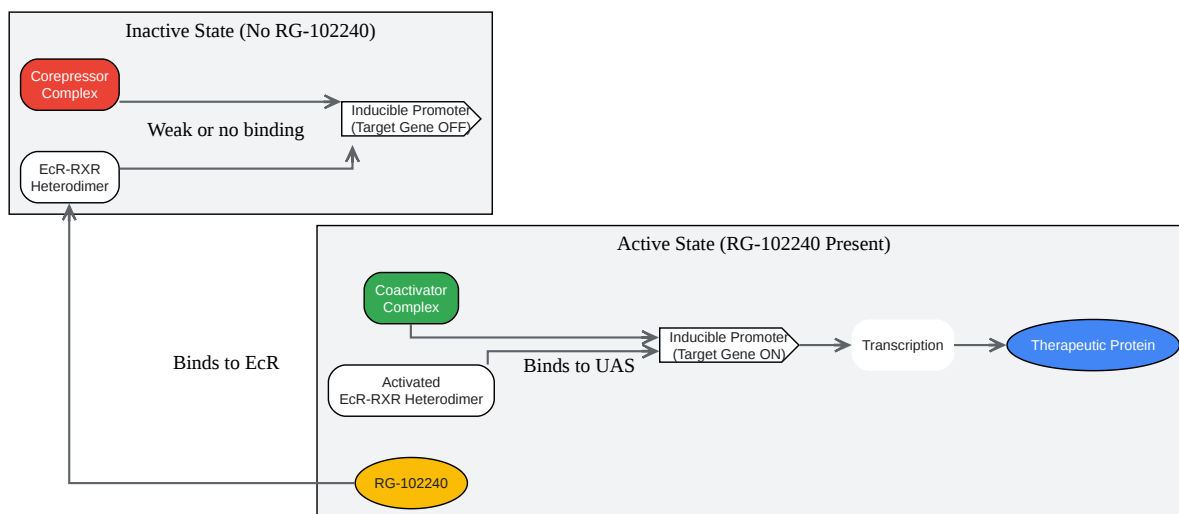 Inactive State (No RG-102240)
Corepressor
Complex
Inducible Promoter
(Target Gene OFF)
Weak or no binding
EcR-RXR
Heterodimer
Active State (RG-102240 Present)
Coactivator
Complex
Inducible Promoter
(Target Gene ON)
Transcription
Therapeutic Protein
Binds to EcR
Binds to UAS
Activated
EcR-RXR Heterodimer
RG-102240